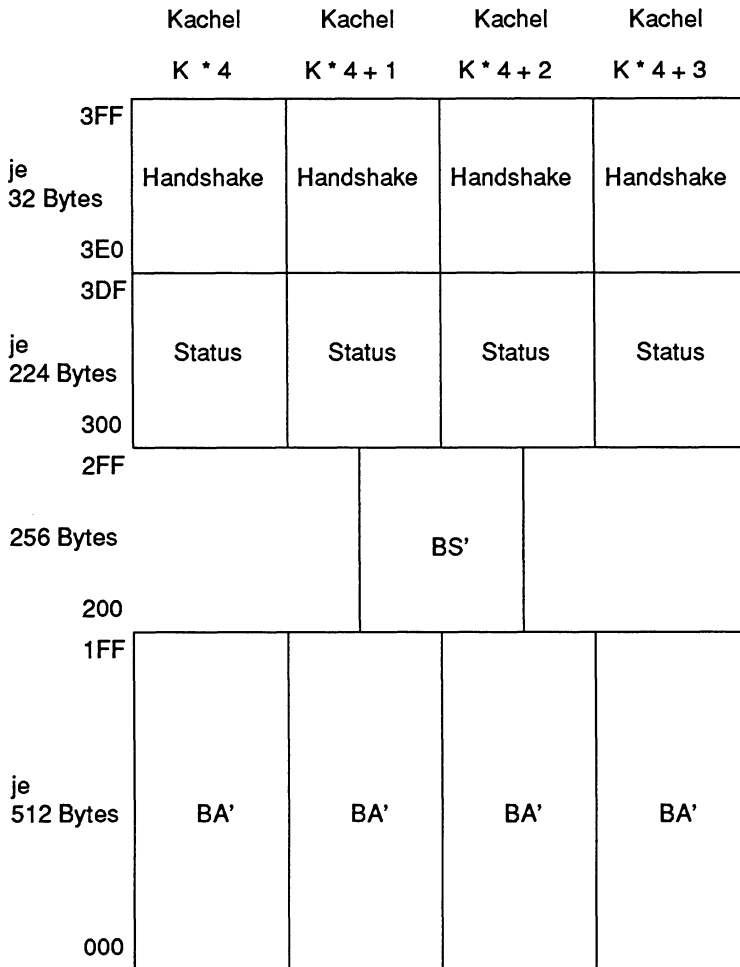 Kachel Kachel Kachel Kachel
K * 4 K * 4 + 1 K * 4 + 2 K * 4 + 3
3FF
je
32 Bytes
Handshake Handshake Handshake Handshake
3E0
3DF
je
224 Bytes
Status Status Status Status
300
2FF
256 Bytes
BS'
200
1FF
je
512 Bytes
BA' BA' BA' BA'
000